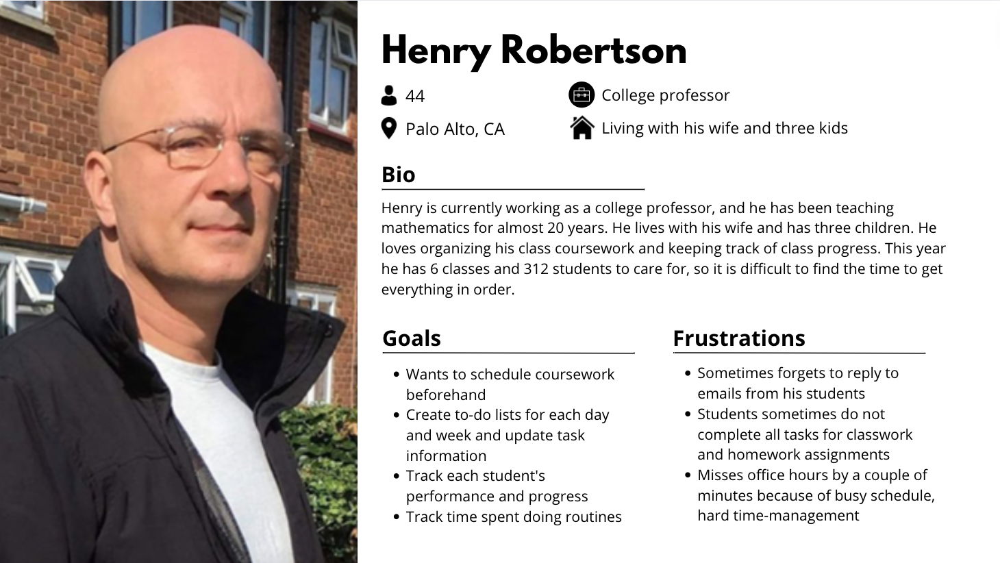 Henry Robertson
44
College professor
Palo Alto, CA
Living with his wife and three kids
Bio
Henry is currently working as a college professor, and he has been teaching
mathematics for almost 20 years. He lives with his wife and has three children. He
loves organizing his class coursework and keeping track of class progress. This year
he has 6 classes and 312 students to care for, so it is difficult to find the time to get
everything in order.
Goals
• Wants to schedule coursework
beforehand
• Create to-do lists for each day
and week and update task
information
• Track each student's
performance and progress
• Track time spent doing routines
Frustrations
• Sometimes forgets to reply to
emails from his students
• Students sometimes do not
complete all tasks for classwork
and homework assignments
• Misses office hours by a couple of
minutes because of busy schedule,
hard time-management